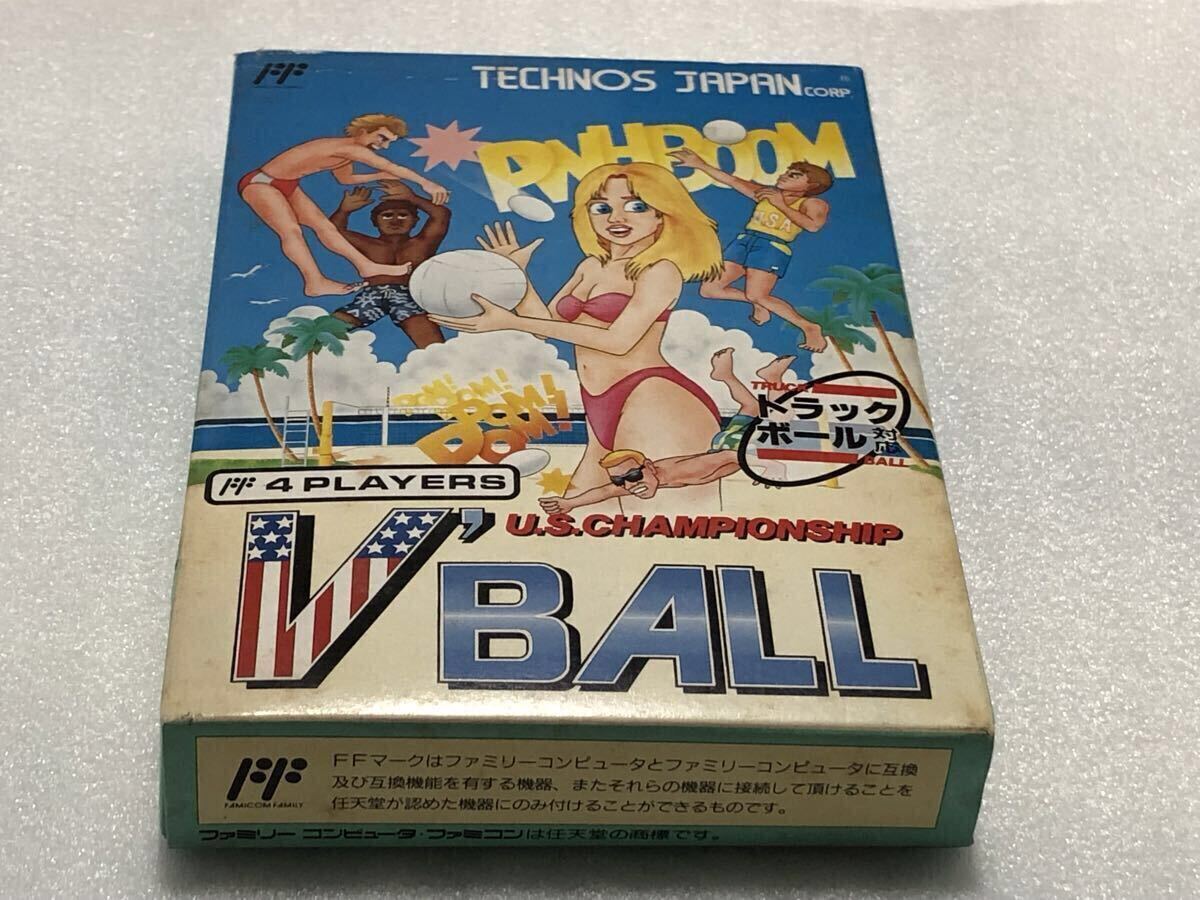 TECHNOS JAPAN CORP.
BOOM
U.S.A
POM! POM!
POM!
POM!
TRUCK
トラック
ボール対応
BALL
4 PLAYERS
U.S.CHAMPIONSHIP
V'BALL
FAMICOM FAMILY
FFマークはファミリーコンピュータとファミリーコンピュータに互換
及び互換機能を有する機器、またそれらの機器に接続して頂けることを
任天堂が認めた機器にのみ付けることができるものです。
ファミリー コンピュータ・ファミコンは任天堂の商標です。